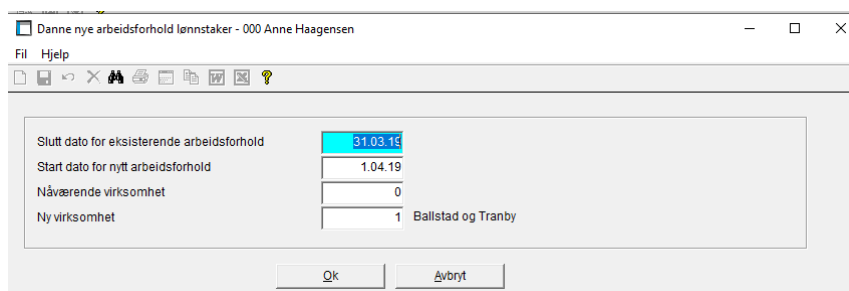 Danne nye arbeidsforhold lønnstaker - 000 Anne Haagensen
Fil Hjelp
Slutt dato for eksisterende arbeidsforhold 31.03.19
Start dato for nytt arbeidsforhold 1.04.19
Nåværende virksomhet 0
Ny virksomhet 1 Ballstad og Tranby
Ok Avbryt